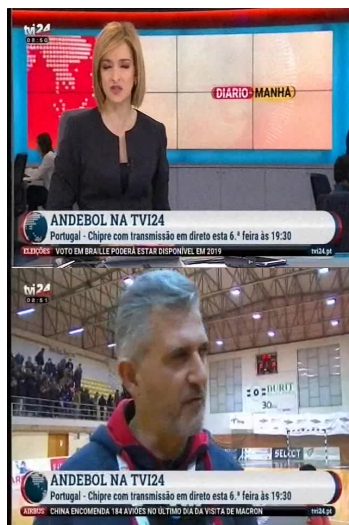 tvi24
08:50
DIÁRIO DA MANHÃ
ANDEBOL NA TVI24
Portugal - Chipre com transmissão em direto esta 6.ª feira às 19:30
ELEIÇÕES VOTO EM BRAILLE PODERÁ ESTAR DISPONÍVEL EM 2019 tvi24.pt
tvi24
08:51
DURIT
30
SELECT
ANDEBOL NA TVI24
Portugal - Chipre com transmissão em direto esta 6.ª feira às 19:30
AIRBUS CHINA ENCOMENDA 184 AVIÕES NO ÚLTIMO DIA DA VISITA DE MACRON tvi24.pt